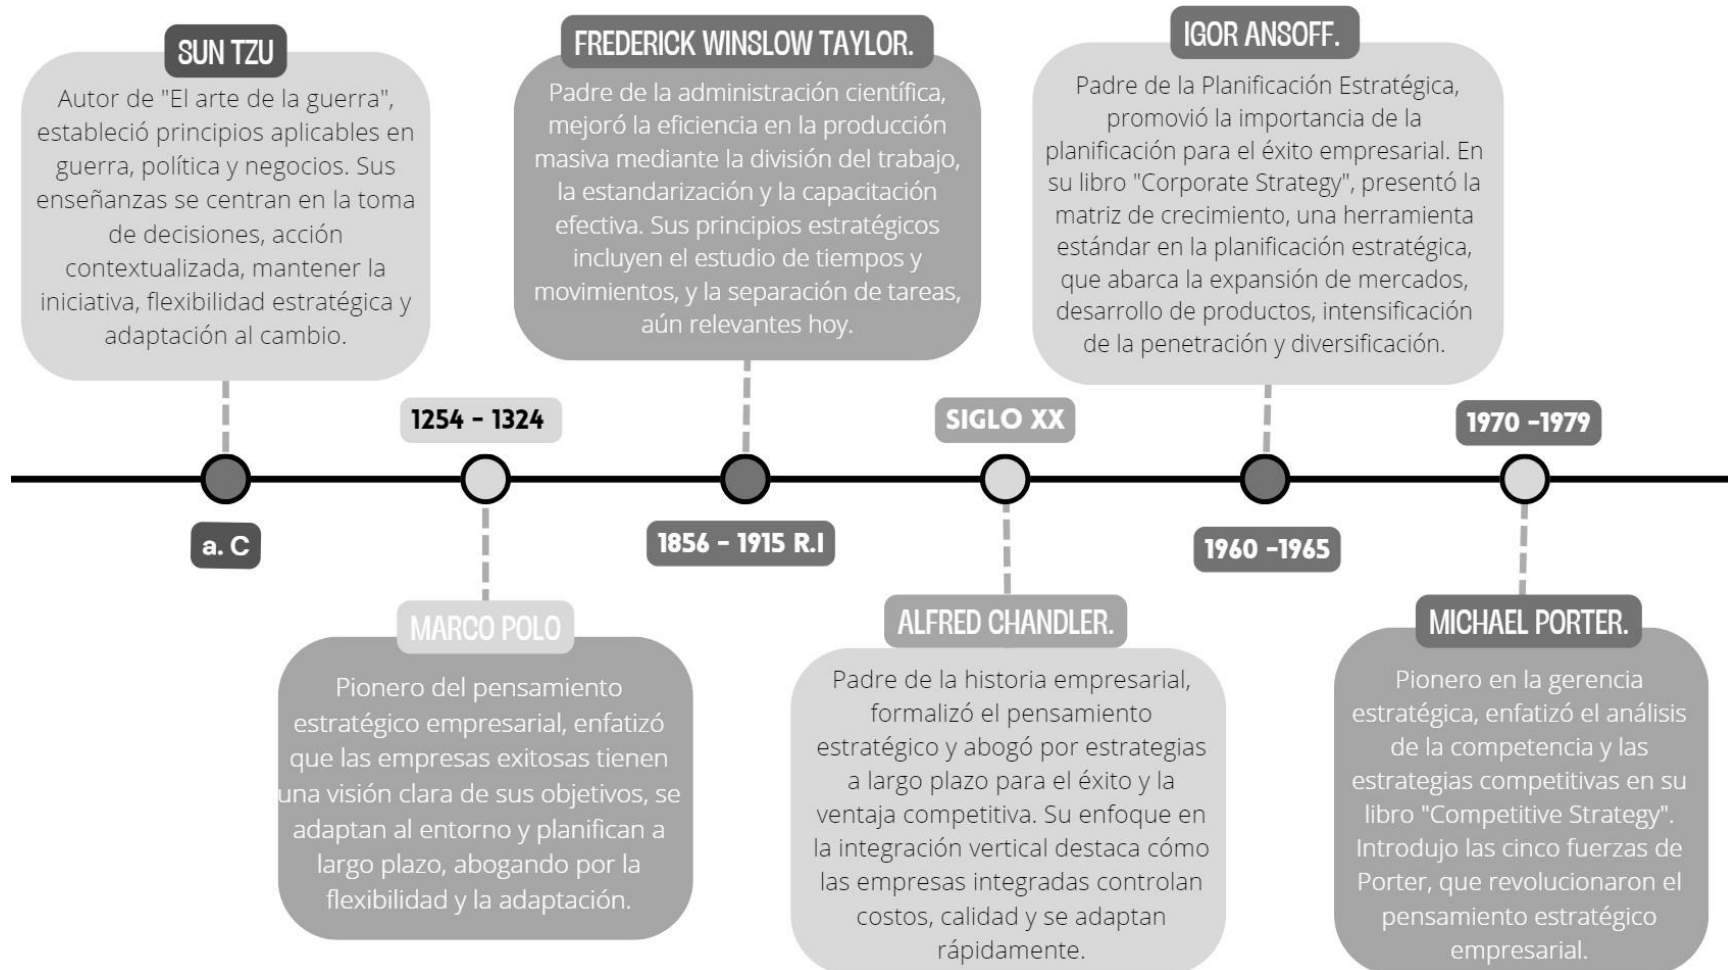 SUN TZU
Autor de "El arte de la guerra",
estableció principios aplicables en
guerra, política y negocios. Sus
enseñanzas se centran en la toma
de decisiones, acción
contextualizada, mantener la
iniciativa, flexibilidad estratégica y
adaptación al cambio.
a. C
1254 - 1324
MARCO POLO
Pionero del pensamiento
estratégico empresarial, enfatizó
que las empresas exitosas tienen
una visión clara de sus objetivos, se
adaptan al entorno y planifican a
largo plazo, abogando por la
flexibilidad y la adaptación.
FREDERICK WINSLOW TAYLOR.
Padre de la administración científica,
mejoró la eficiencia en la producción
masiva mediante la división del trabajo,
la estandarización y la capacitación
efectiva. Sus principios estratégicos
incluyen el estudio de tiempos y
movimientos, y la separación de tareas,
aún relevantes hoy.
1856 - 1915 R.I
SIGLO XX
ALFRED CHANDLER.
Padre de la historia empresarial,
formalizó el pensamiento
estratégico y abogó por estrategias
a largo plazo para el éxito y la
ventaja competitiva. Su enfoque en
la integración vertical destaca cómo
las empresas integradas controlan
costos, calidad y se adaptan
rápidamente.
IGOR ANSOFF.
Padre de la Planificación Estratégica,
promovió la importancia de la
planificación para el éxito empresarial. En
su libro "Corporate Strategy", presentó la
matriz de crecimiento, una herramienta
estándar en la planificación estratégica,
que abarca la expansión de mercados,
desarrollo de productos, intensificación
de la penetración y diversificación.
1960 -1965
1970 -1979
MICHAEL PORTER.
Pionero en la gerencia
estratégica, enfatizó el análisis
de la competencia y las
estrategias competitivas en su
libro "Competitive Strategy".
Introdujo las cinco fuerzas de
Porter, que revolucionaron el
pensamiento estratégico
empresarial.